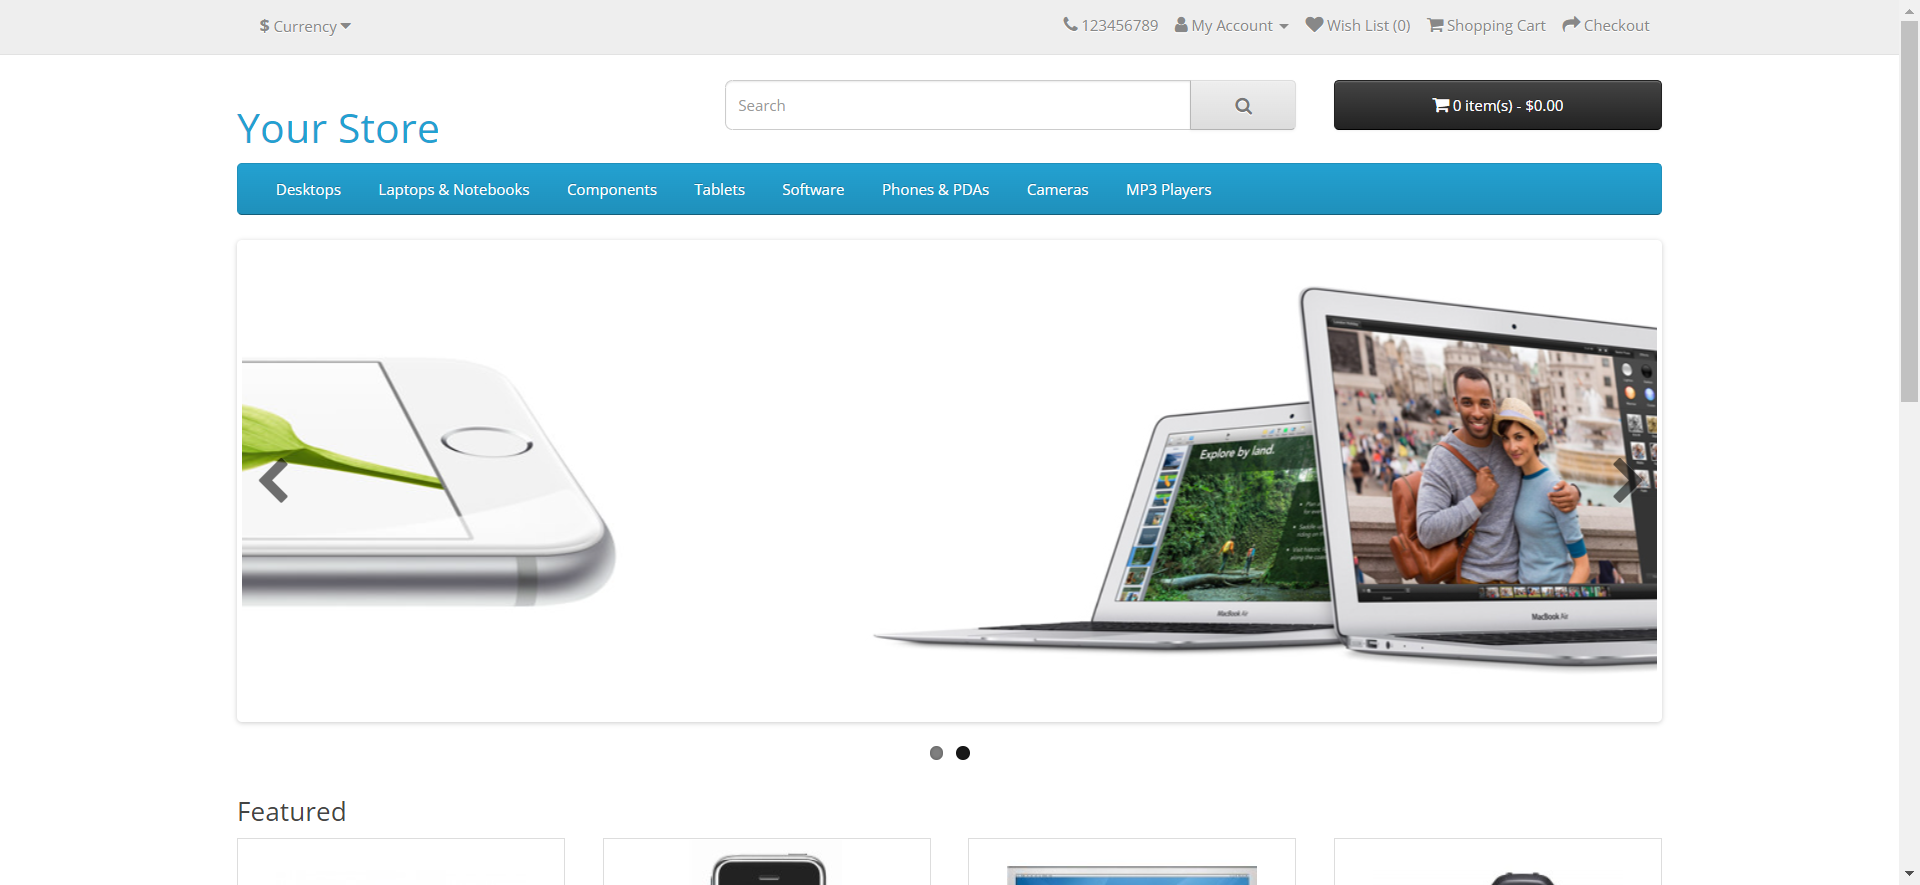 $ Currency
123456789 My Account Wish List (0) Shopping Cart Checkout
Your Store
Search
0 item(s) - $0.00
Desktops Laptops & Notebooks Components Tablets Software Phones & PDAs Cameras MP3 Players
Explore by land.
MacBook Air
MacBook Air
Featured